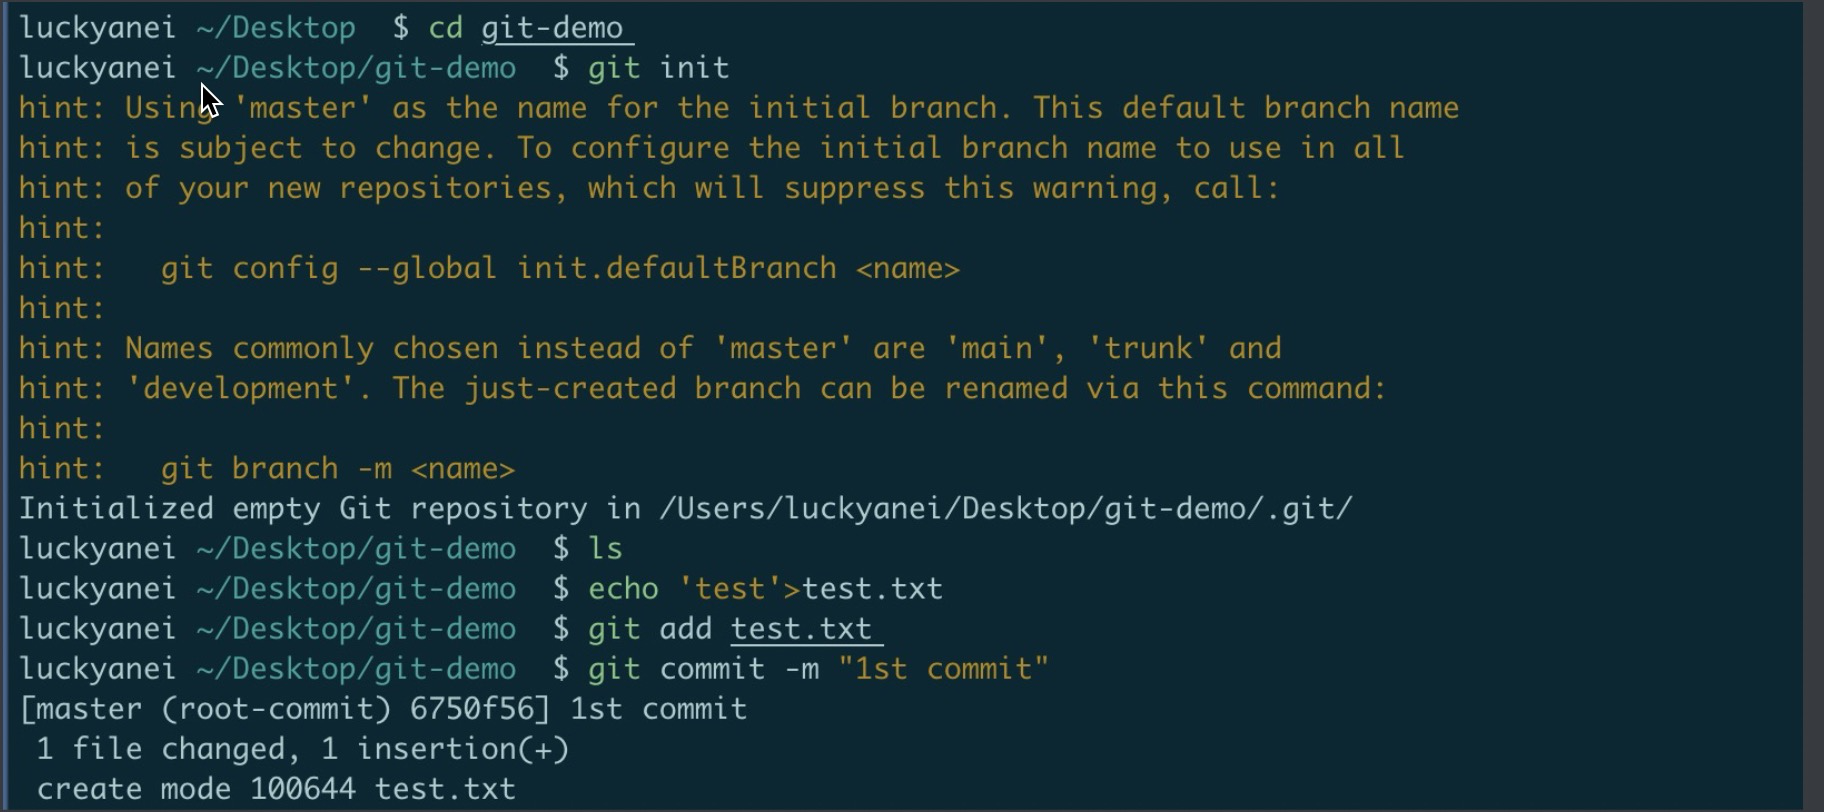 luckyanei ~/Desktop  $ cd git-demo
luckyanei ~/Desktop/git-demo  $ git init
hint: Using 'master' as the name for the initial branch. This default branch name
hint: is subject to change. To configure the initial branch name to use in all
hint: of your new repositories, which will suppress this warning, call:
hint:
hint:   git config --global init.defaultBranch <name>
hint:
hint: Names commonly chosen instead of 'master' are 'main', 'trunk' and
hint: 'development'. The just-created branch can be renamed via this command:
hint:
hint:   git branch -m <name>
Initialized empty Git repository in /Users/luckyanei/Desktop/git-demo/.git/
luckyanei ~/Desktop/git-demo  $ ls
luckyanei ~/Desktop/git-demo  $ echo 'test'>test.txt
luckyanei ~/Desktop/git-demo  $ git add test.txt
luckyanei ~/Desktop/git-demo  $ git commit -m "1st commit"
[master (root-commit) 6750f56] 1st commit
 1 file changed, 1 insertion(+)
 create mode 100644 test.txt